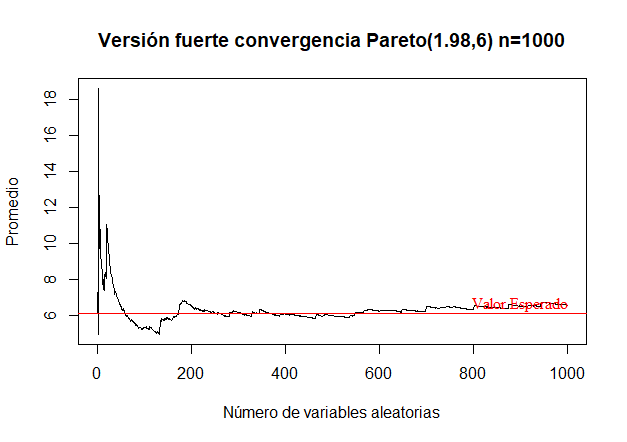 Versión fuerte convergencia Pareto(1.98,6) n=1000
18
16
14
12
10
8
6
Promedio
Valor Esperado
0 200 400 600 800 1000
Número de variables aleatorias